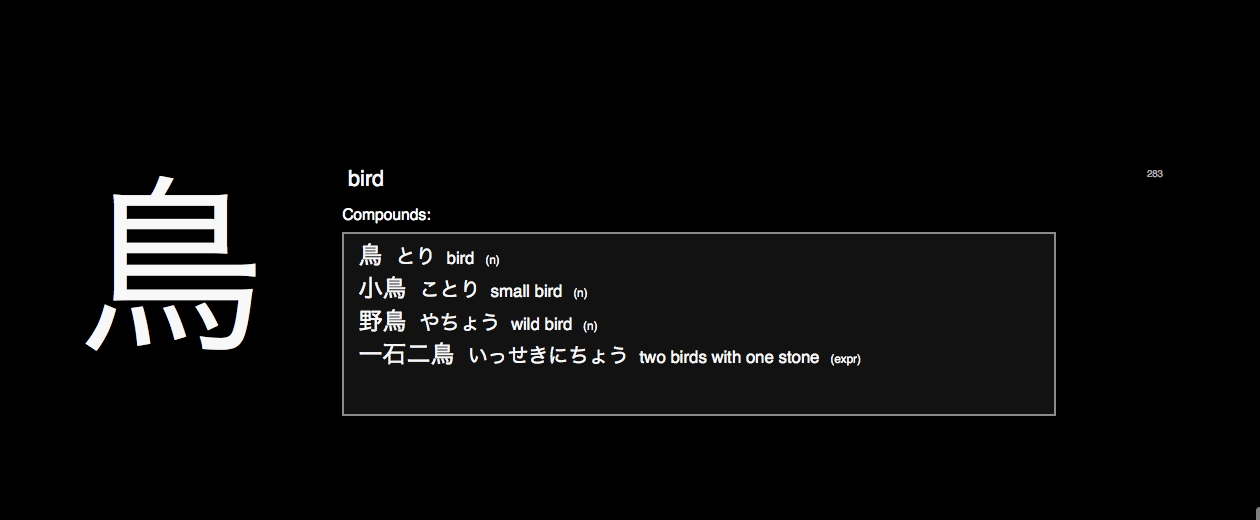 鳥
bird
283
Compounds:
鳥 とり bird (n)
小鳥 ことり small bird (n)
野鳥 やちょう wild bird (n)
一石二鳥 いっせきにちょう two birds with one stone (expr)